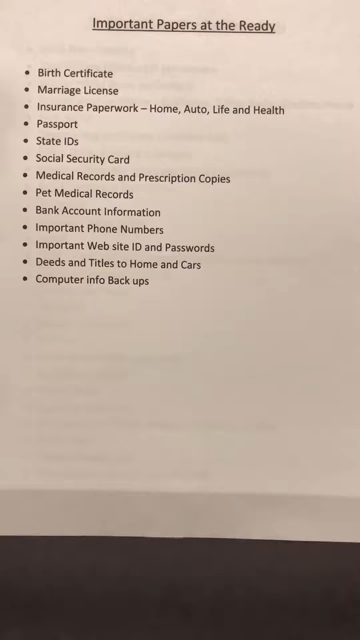 Important Papers at the Ready
• Birth Certificate
• Marriage License
• Insurance Paperwork – Home, Auto, Life and Health
• Passport
• State IDs
• Social Security Card
• Medical Records and Prescription Copies
• Pet Medical Records
• Bank Account Information
• Important Phone Numbers
• Important Web site ID and Passwords
• Deeds and Titles to Home and Cars
• Computer info Back ups